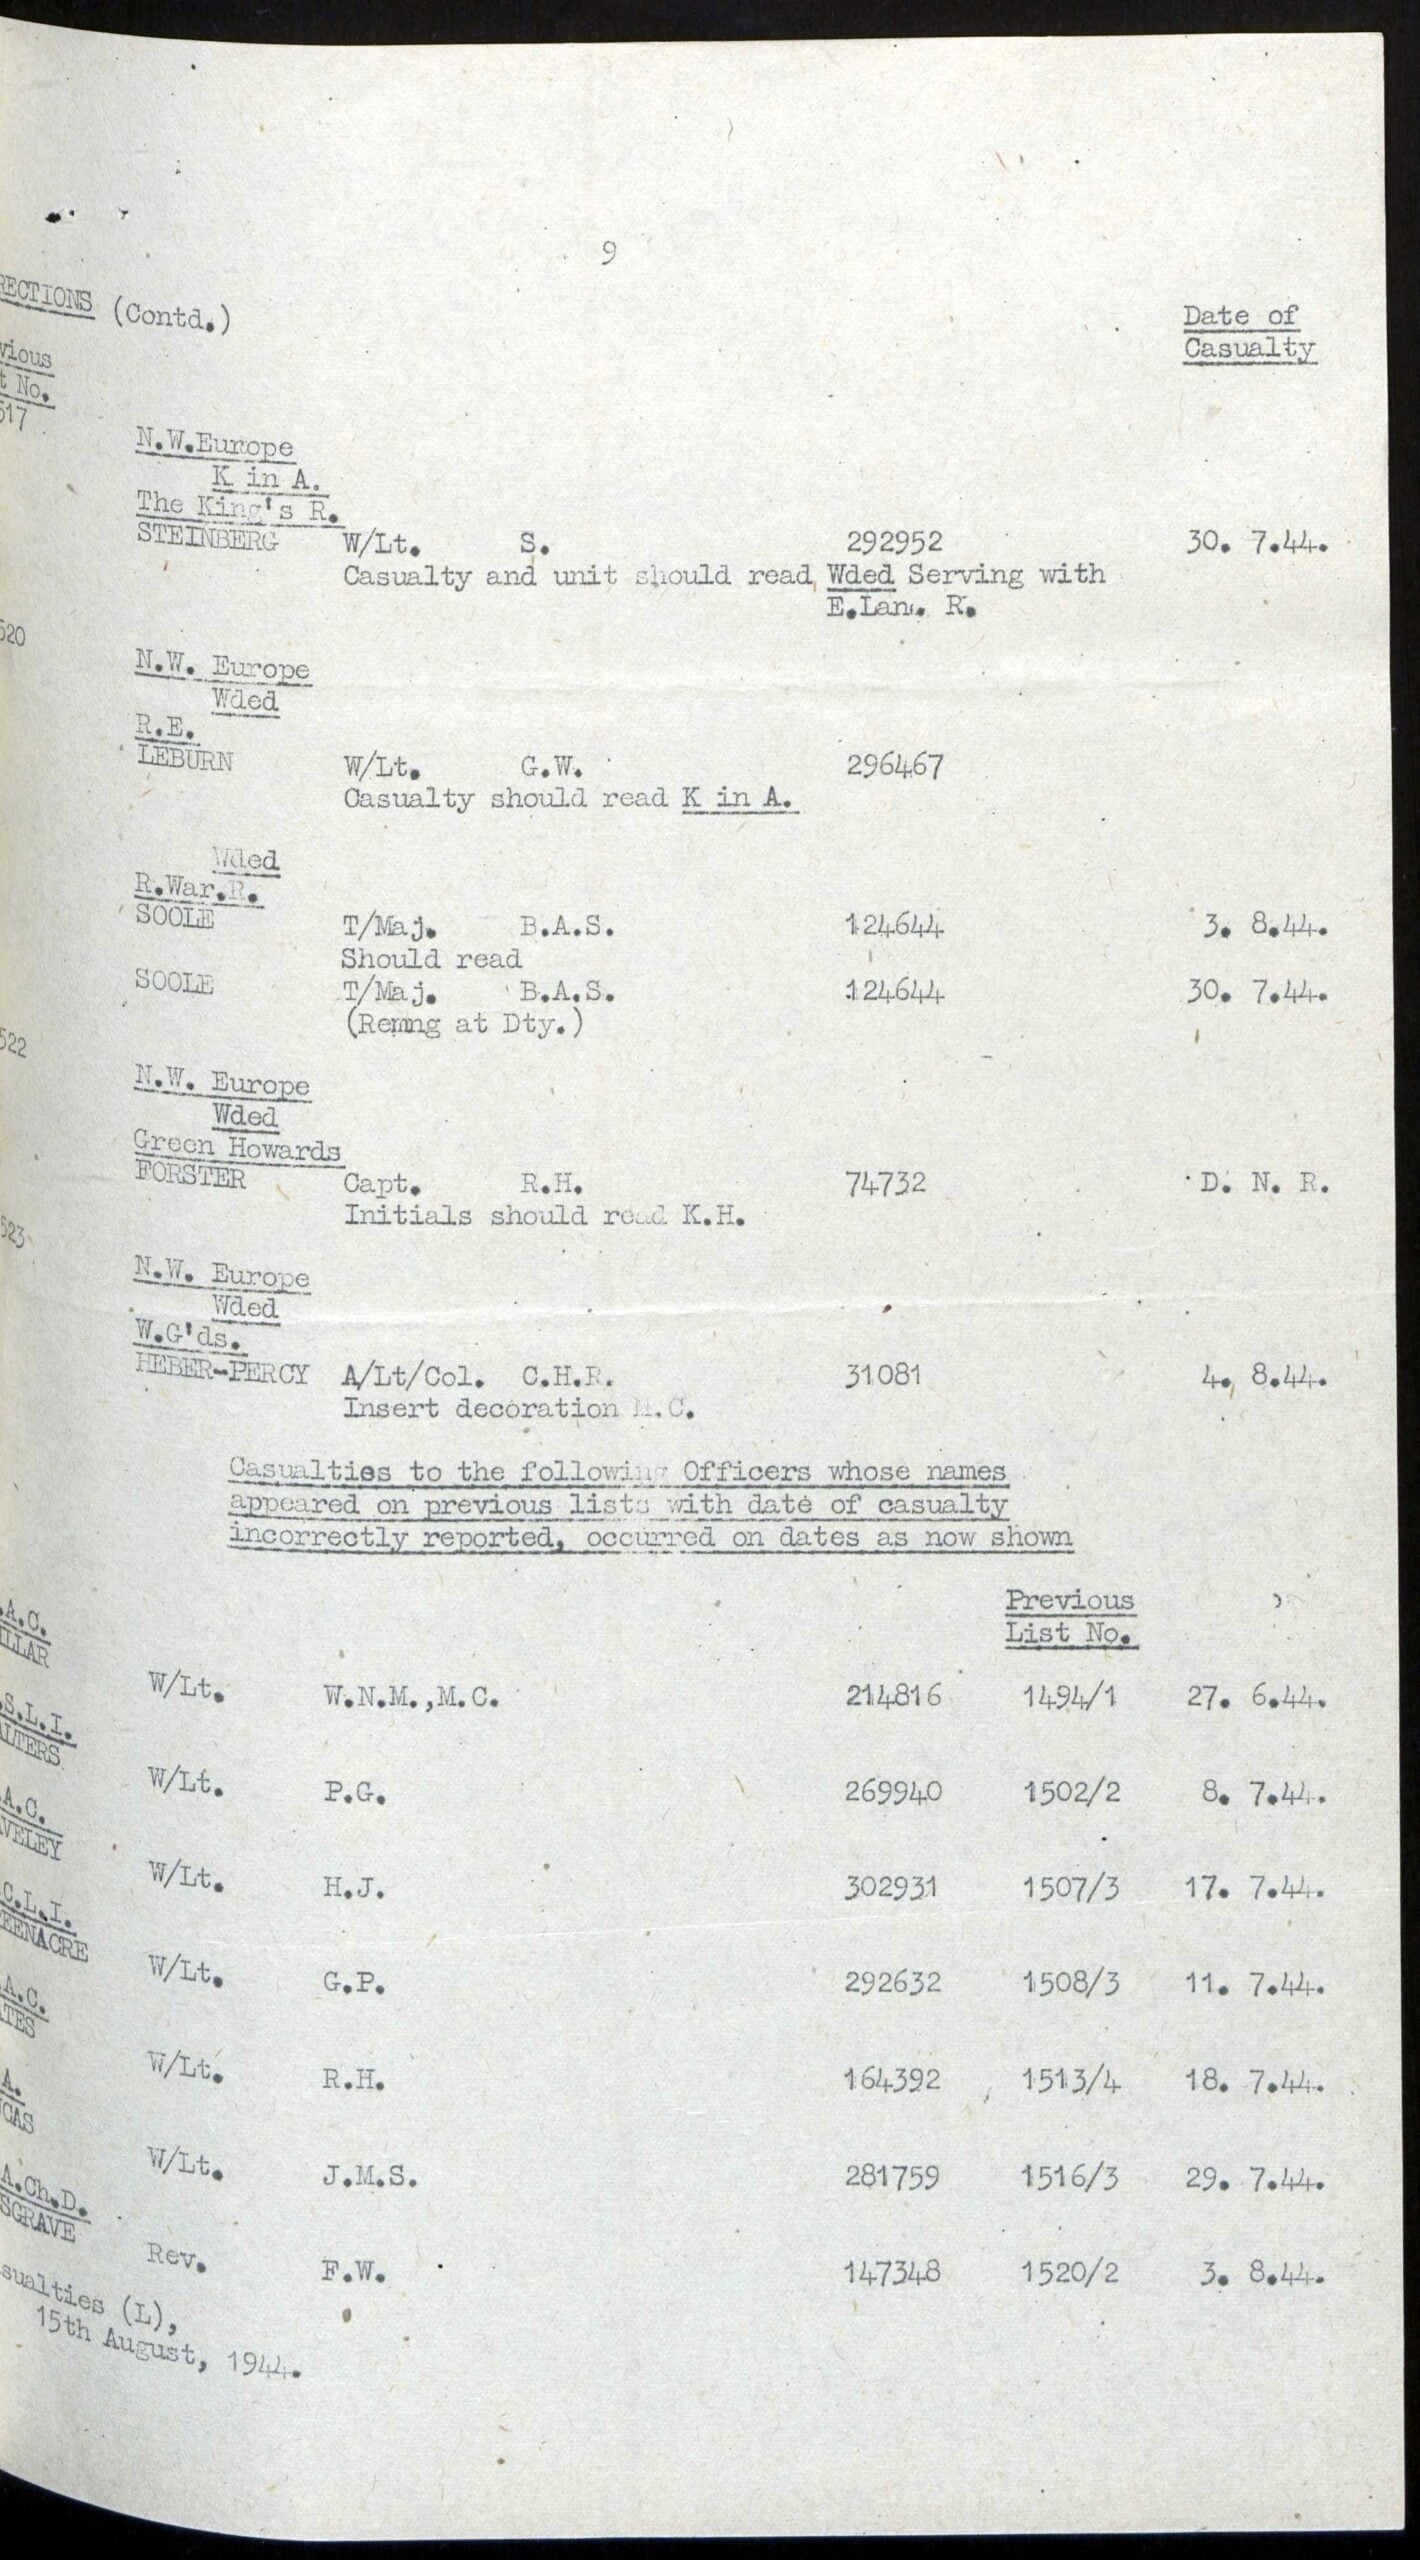 9
RECTIONS (Contd.)
Date of
Casualty
vious
t No.
517
N.W.Europe
K in A.
The King's R.
STEINBERG W/Lt. S. 292952 30. 7.44.
Casualty and unit should read Wded Serving with
E.Lan. R.
520
N.W. Europe
Wded
R.E.
LEBURN W/Lt. G.W. 296467
Casualty should read K in A.
Wded
R.War.R.
SOOLE T/Maj. B.A.S. 124644 3. 8.44.
Should read
SOOLE T/Maj. B.A.S. 124644 30. 7.44.
(Remng at Dty.)
522
N.W. Europe
Wded
Green Howards
FORSTER Capt. R.H. 74732 D. N. R.
Initials should read K.H.
523
N.W. Europe
Wded
W.G'ds.
HEBER-PERCY A/Lt/Col. C.H.R. 31081 4. 8.44.
Insert decoration M.C.
Casualties to the following Officers whose names
appeared on previous lists with date of casualty
incorrectly reported, occurred on dates as now shown
Previous
List No.
.A.C.
ILLAR W/Lt. W.N.M.,M.C. 214816 1494/1 27. 6.44.
.S.L.I.
ALTERS W/Lt. P.G. 269940 1502/2 8. 7.44.
.A.C.
AVELEY W/Lt. H.J. 302931 1507/3 17. 7.44.
.C.L.I.
EENACRE W/Lt. G.P. 292632 1508/3 11. 7.44.
.A.C.
ATES W/Lt. R.H. 164392 1513/4 18. 7.44.
A.
UCAS W/Lt. J.M.S. 281759 1516/3 29. 7.44.
A.Ch.D.
SGRAVE Rev. F.W. 147348 1520/2 3. 8.44.
sualties (L),
15th August, 1944.